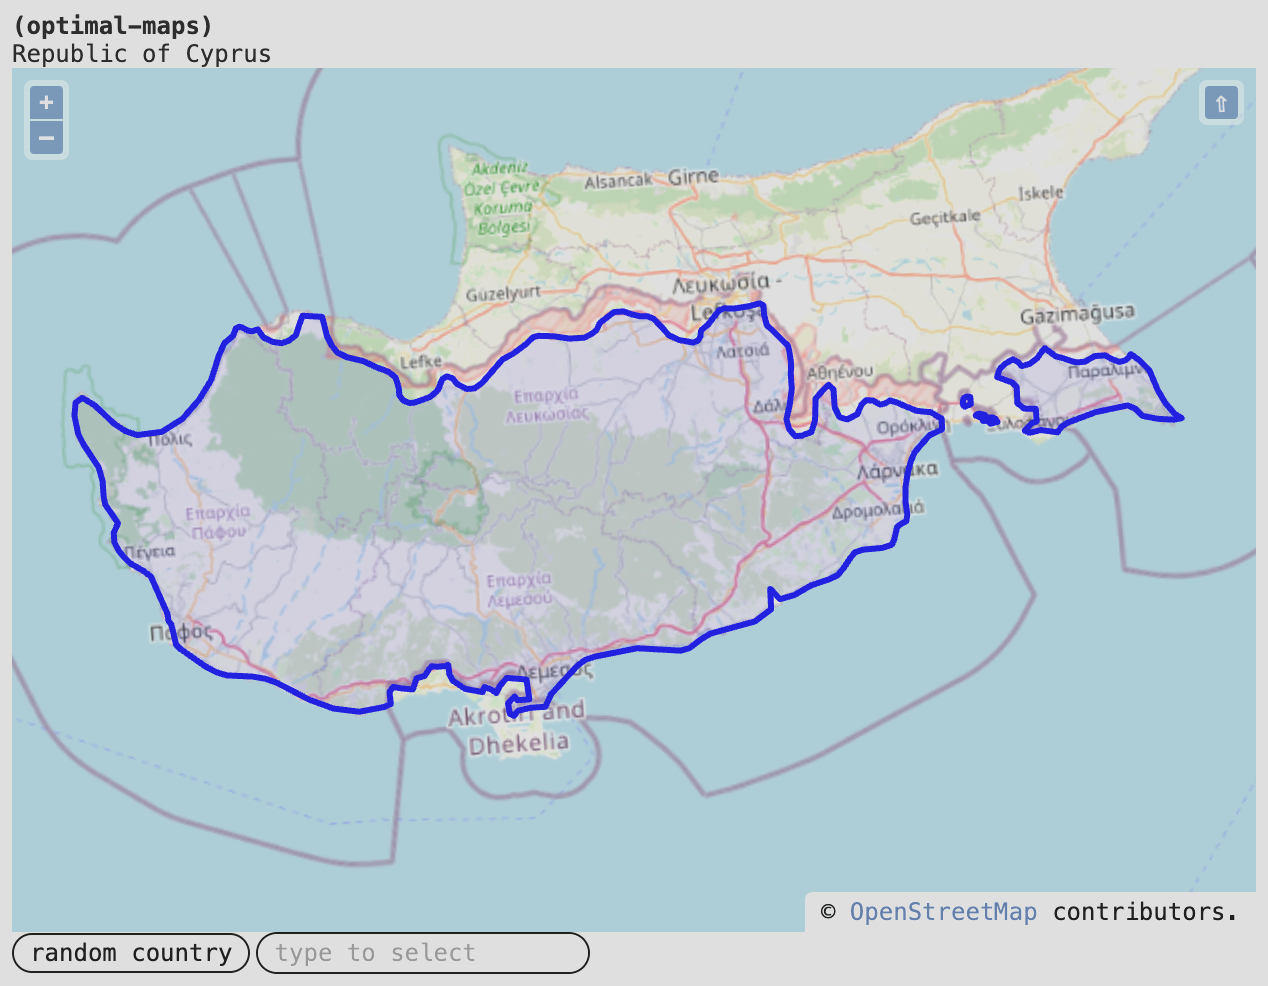 (optimal-maps)
Republic of Cyprus
+
⇧
−
Akdeniz
Özel Çevre
Koruma
Bölgesi
Alsancak
Girne
İskele
Geçitkale
Güzelyurt
Λευκωσία -
Lefkoşa
Gazimağusa
Λατσιά
Lefke
Αθηένου
Επαρχία
Λευκωσίας
Δάλι
Ορόκλινη
Πόλις
Λάρνακα
Επαρχία
Πάφου
Δρομολαξιά
Πέγεια
Επαρχία
Λεμεσού
Πάφος
Λεμεσός
Akrotiri and
Dhekelia
© OpenStreetMap contributors.
random country
type to select